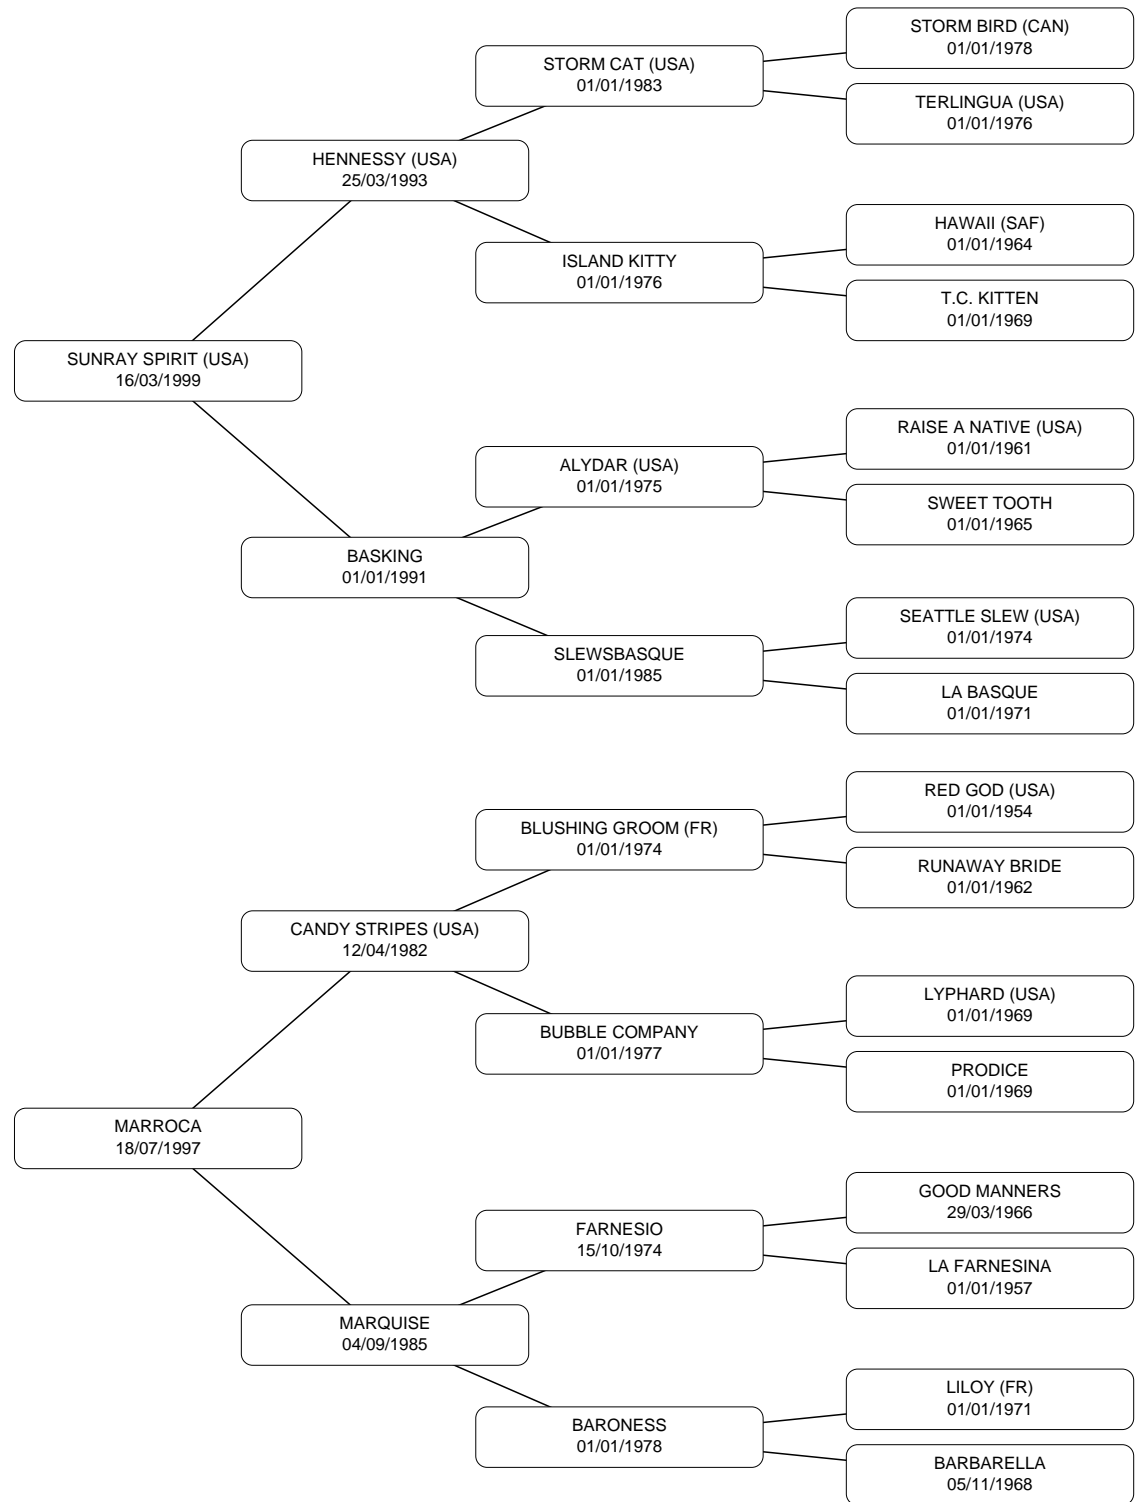 STORM BIRD (CAN)
01/01/1978
STORM CAT (USA)
01/01/1983
TERLINGUA (USA)
01/01/1976
HENNESSY (USA)
25/03/1993
HAWAII (SAF)
01/01/1964
ISLAND KITTY
01/01/1976
T.C. KITTEN
01/01/1969
SUNRAY SPIRIT (USA)
16/03/1999
RAISE A NATIVE (USA)
01/01/1961
ALYDAR (USA)
01/01/1975
SWEET TOOTH
01/01/1965
BASKING
01/01/1991
SEATTLE SLEW (USA)
01/01/1974
SLEWSBASQUE
01/01/1985
LA BASQUE
01/01/1971
RED GOD (USA)
01/01/1954
BLUSHING GROOM (FR)
01/01/1974
RUNAWAY BRIDE
01/01/1962
CANDY STRIPES (USA)
12/04/1982
LYPHARD (USA)
01/01/1969
BUBBLE COMPANY
01/01/1977
PRODICE
01/01/1969
MARROCA
18/07/1997
GOOD MANNERS
29/03/1966
FARNESIO
15/10/1974
LA FARNESINA
01/01/1957
MARQUISE
04/09/1985
LILOY (FR)
01/01/1971
BARONESS
01/01/1978
BARBARELLA
05/11/1968